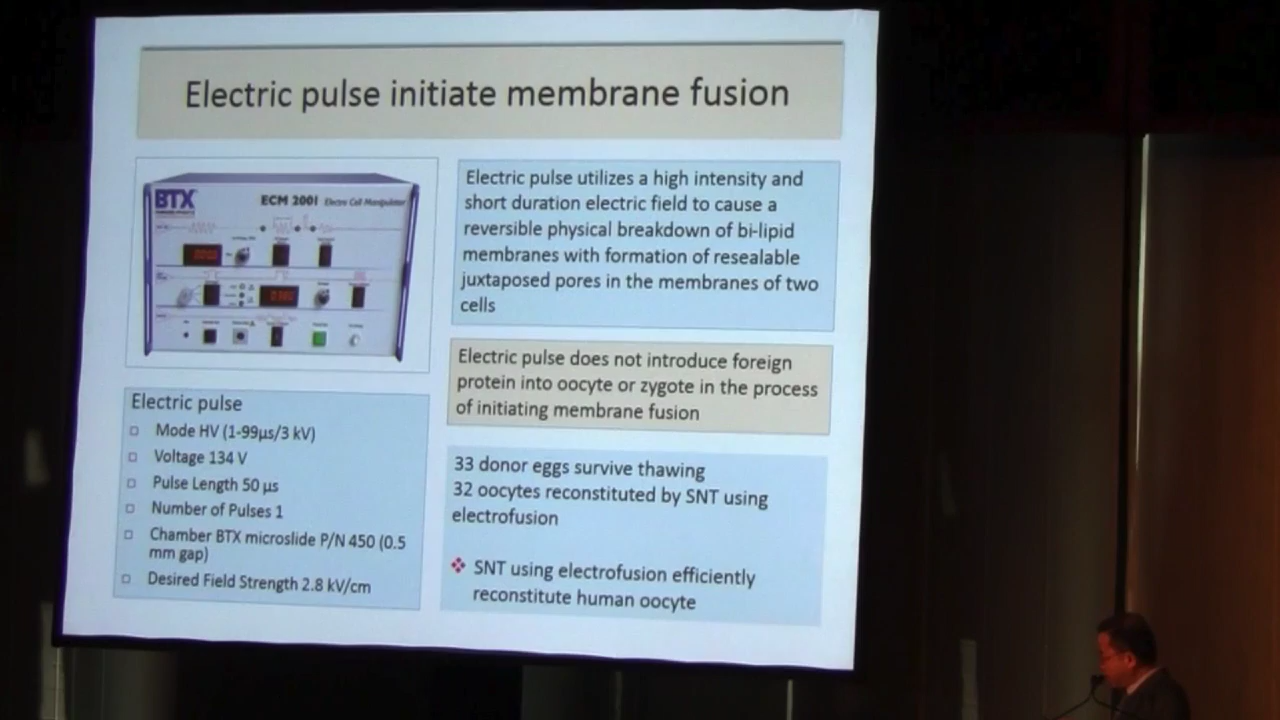 Electric pulse initiate membrane fusion
BTX
ECM 2001 Electro Cell Manipulator
Electric pulse utilizes a high intensity and
short duration electric field to cause a
reversible physical breakdown of bi-lipid
membranes with formation of resealable
juxtaposed pores in the membranes of two
cells
Electric pulse does not introduce foreign
protein into oocyte or zygote in the process
of initiating membrane fusion
Electric pulse
Mode HV (1-99µs/3 kV)
Voltage 134 V
Pulse Length 50 µs
Number of Pulses 1
Chamber BTX microslide P/N 450 (0.5
mm gap)
Desired Field Strength 2.8 kV/cm
33 donor eggs survive thawing
32 oocytes reconstituted by SNT using
electrofusion
SNT using electrofusion efficiently
reconstitute human oocyte